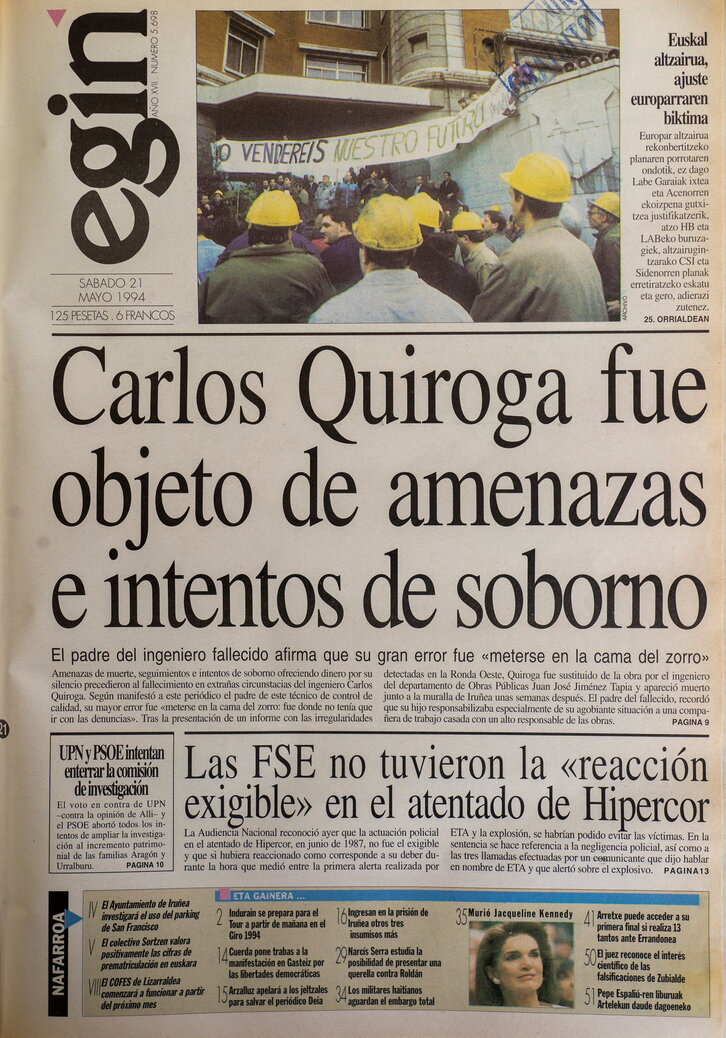 egin
AÑO XVII. NUMERO 5.698
SABADO 21
MAYO 1994
125 PESETAS . 6 FRANCOS
O VENDEREIS NUESTRO FUTURO
ARCHIVO
Euskal
altzairua,
ajuste
europarraren
biktima
Europar altzairua
rekonbertitzeko
planaren porrotaren
ondotik, ez dago
Labe Garaiak ixtea
eta Acenorren
ekoizpena gutxi-
tzea justifikatzerik,
atzo HB eta
LABeko buruza-
giek, altzairugin-
tzarako CSI eta
Sidenorren planak
erretiratzeko eskatu
eta gero, adierazi
zutenez.
25. ORRIALDEAN
Carlos Quiroga fue
objeto de amenazas
e intentos de soborno
El padre del ingeniero fallecido afirma que su gran error fue «meterse en la cama del zorro»
Amenazas de muerte, seguimientos e intentos de soborno ofreciendo dinero por su
silencio precedieron al fallecimiento en extrañas circustancias del ingeniero Carlos
Quiroga. Según manifestó a este periódico el padre de este técnico de control de
calidad, su mayor error fue «meterse en la cama del zorro: fue donde no tenía que
ir con las denuncias». Tras la presentación de un informe con las irregularidades
detectadas en la Ronda Oeste, Quiroga fue sustituido de la obra por el ingeniero
del departamento de Obras Públicas Juan José Jiménez Tapia y apareció muerto
junto a la muralla de Iruñea unas semanas después. El padre del fallecido, recordó
que su hijo responsabilizaba especialmente de su agobiante situación a una compa-
ñera de trabajo casada con un alto responsable de las obras.
PAGINA 9
UPN y PSOE intentan
enterrar la comisión
de investigación
El voto en contra de UPN
–contra la opinión de Alli– y
el PSOE abortó todos los in-
tentos de ampliar la investiga-
ción al incremento patrimo-
nial de las familias Aragón y
Urralburu.
PAGINA 10
Las FSE no tuvieron la «reacción
exigible» en el atentado de Hipercor
La Audiencia Nacional reconoció ayer que la actuación policial
en el atentado de Hipercor, en junio de 1987, no fue el exigible
y que si hubiera reaccionado como corresponde a su deber du-
rante la hora que medió entre la primera alerta realizada por
ETA y la explosión, se habrían podido evitar las víctimas. En la
sentencia se hace referencia a la negligencia policial, así como a
las tres llamadas efectuadas por un comunicante que dijo hablar
en nombre de ETA y que alertó sobre el explosivo.
PAGINA13
NAFARROA
IV El Ayuntamiento de Iruñea
investigará el uso del parking
de San Francisco
V El colectivo Sortzen valora
positivamente las cifras de
prematriculación en euskara
VIII El COFES de Lizarraldea
comenzará a funcionar a partir
del próximo mes
ETA GAINERA ...
2 Indurain se prepara para el
Tour a partir de mañana en el
Giro 1994
14 Cuerda pone trabas a la
manifestación en Gasteiz por
las libertades democráticas
15 Arzalluz apelará a los jeltzales
para salvar el periódico Deia
16 Ingresan en la prisión de
Iruñea otros tres
insumisos más
29 Narcís Serra estudia la
posibilidad de presentar una
querella contra Roldán
34 Los militares haitianos
aguardan el embargo total
35 Murió Jacqueline Kennedy
41 Arretxe puede acceder a su
primera final si realiza 13
tantos ante Errandonea
50 El juez reconoce el interés
científico de las
falsificaciones de Zubialde
51 Pepe Espaliú-ren liburuak
Artelekun daude dagoeneko